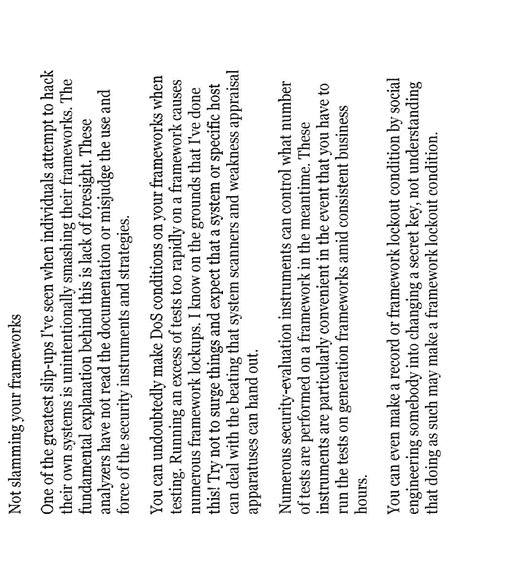 Not slamming your frameworks
One of the greatest slip-ups I've seen when individuals attempt to hack
their own systems is unintentionally smashing their frameworks. The
fundamental explanation behind this is lack of foresight. These
analyzers have not read the documentation or misjudge the use and
force of the security instruments and strategies.
You can undoubtedly make DoS conditions on your frameworks when
testing. Running an excess of tests too rapidly on a framework causes
numerous framework lockups. I know on the grounds that I've done
this! Try not to surge things and expect that a system or specific host
can deal with the beating that system scanners and weakness appraisal
apparatuses can hand out.
Numerous security-evaluation instruments can control what number
of tests are performed on a framework in the meantime. These
instruments are particularly convenient in the event that you have to
run the tests on generation frameworks amid consistent business
hours.
You can even make a record or framework lockout condition by social
engineering somebody into changing a secret key, not understanding
that doing as such may make a framework lockout condition.